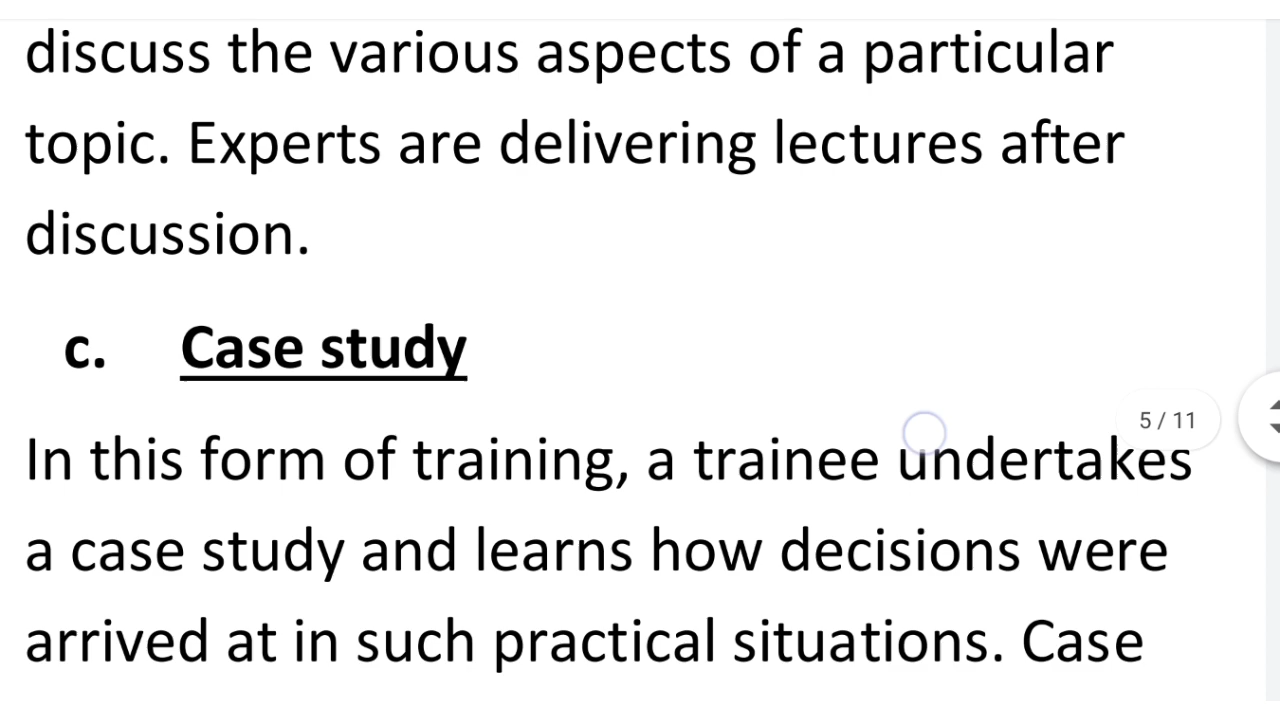 discuss the various aspects of a particular
topic. Experts are delivering lectures after
discussion.
c. Case study
5 / 11
In this form of training, a trainee undertakes
a case study and learns how decisions were
arrived at in such practical situations. Case